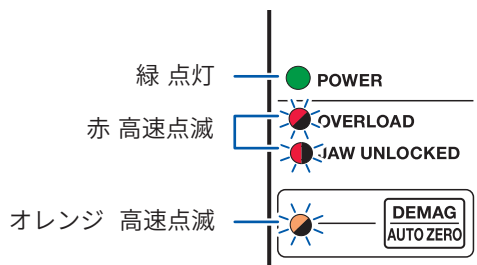 緑 点灯
POWER
赤 高速点滅
OVERLOAD
JAW UNLOCKED
オレンジ 高速点滅
DEMAG
AUTO ZERO